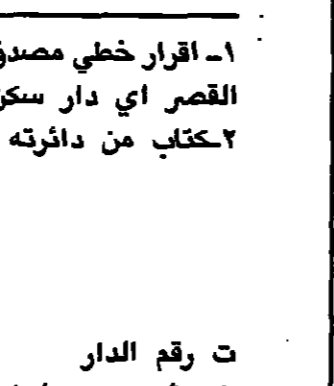 ١ـ اقرار خطي مصدق
القصر اي دار سكن
٢ـكتاب من دائرته
ت رقم الدار